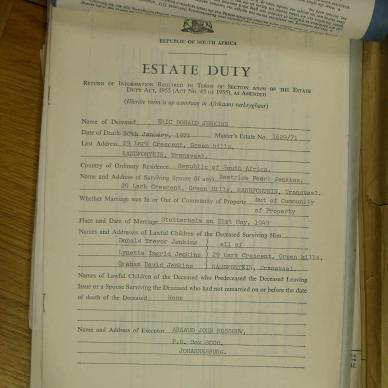 REPUBLIC OF SOUTH AFRICA
ESTATE DUTY
RETURN OF INFORMATION REQUIRED IN TERMS OF SECTION SEVEN OF THE ESTATE
DUTY ACT, 1955 (ACT No. 45 OF 1955), AS AMENDED
(Hierdie vorm is op aanvraag in Afrikaans verkrygbaar)
Name of Deceased ERIC DONALD JENKINS
Date of Death 30th January, 1971 Master's Estate No. 1629/71
Last Address 29 Lark Crescent, Green hills,
RANDFONTEIN, Transvaal.
Country of Ordinary Residence Republic of South Africa.
Name and Address of Surviving Spouse (if any) Beatrice Pearl Jenkins,
29 Lark Crescent, Green Hills, RANDFONTEIN, Transvaal.
Whether Marriage was In or Out of Community of Property Out of Community
of Property
Place and Date of Marriage Stutterheim on 21st May, 1949
Names and Addresses of Lawful Children of the Deceased Surviving Him
Donald Trevor Jenkins ) all of
Lynette Ingrid Jenkins ) 29 Lark Crescent, Green hills,
Graham David Jenkins ) RANDFONTEIN, Transvaal.
Names of Lawful Children of the Deceased who Predeceased the Deceased Leaving
Issue or a Spouse Surviving the Deceased who had not remarried on or before the date
of death of the Deceased None
Name and Address of Executor ARNAUD JOHN
P.O. Box
JOHANNESBURG.